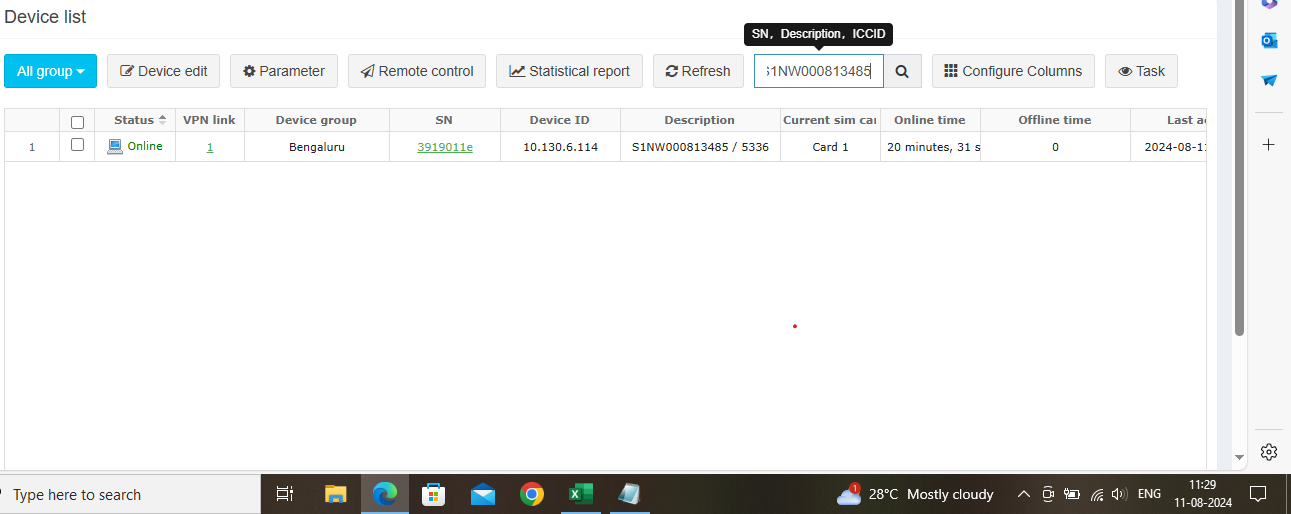 Device list
SN, Description, ICCID
All group Device edit Parameter Remote control Statistical report Refresh S1NW000813485 Configure Columns Task
Status VPN link Device group SN Device ID Description Current sim car Online time Offline time Last a
1 Online 1 Bengaluru 3919011e 10.130.6.114 S1NW000813485 / 5336 Card 1 20 minutes, 31 s 0 2024-08-11
Type here to search
1 28°C Mostly cloudy ENG
11:29
11-08-2024